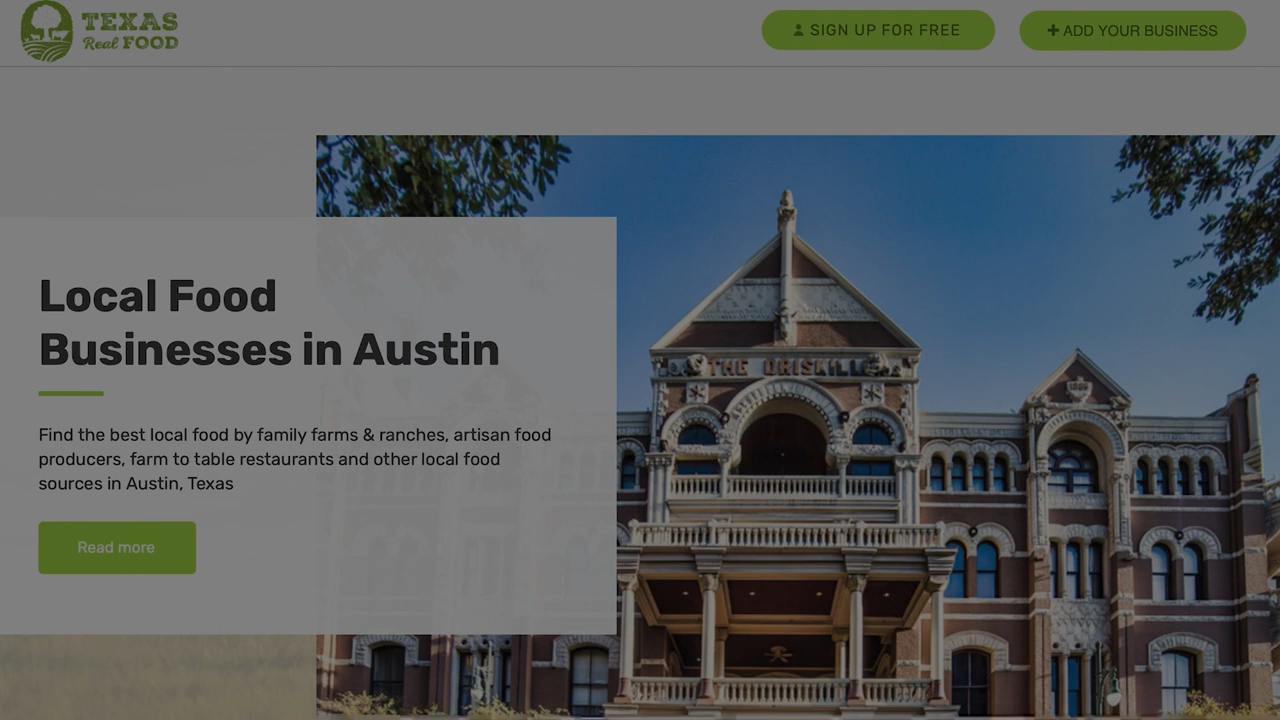 TEXAS
Real FOOD
SIGN UP FOR FREE
ADD YOUR BUSINESS
THE DRISKILL
Local Food
Businesses in Austin
Find the best local food by family farms & ranches, artisan food
producers, farm to table restaurants and other local food
sources in Austin, Texas
Read more